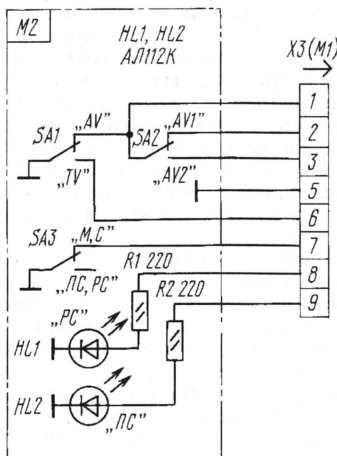 M2
HL1, HL2
АЛ112К
X3(M1)
1
„AV"
SA1
SA2
„AV1"
2
3
„TV"
„AV2"
5
6
SA3
„М,С"
7
R1 220
8
„ПС, РС"
R2 220
9
„РС"
HL1
HL2
„ПС"